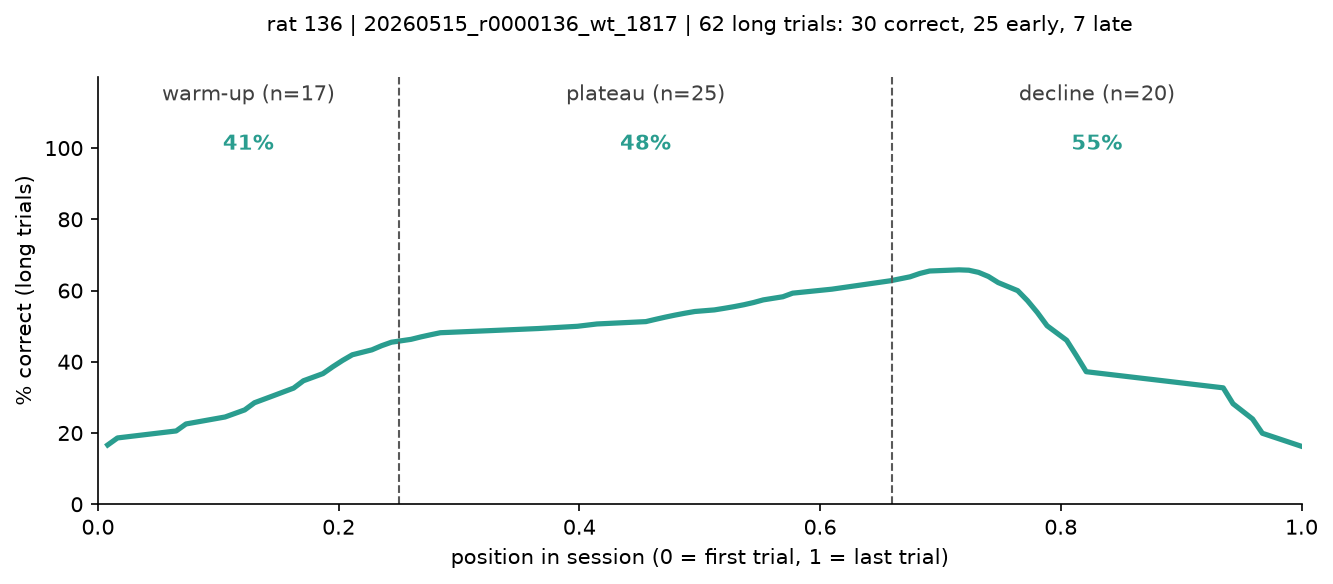 rat 136 | 20260515_r0000136_wt_1817 | 62 long trials: 30 correct, 25 early, 7 late
warm-up (n=17)
plateau (n=25)
decline (n=20)
41%
48%
55%
% correct (long trials)
100
80
60
40
20
0
0.0
0.2
0.4
0.6
0.8
1.0
position in session (0 = first trial, 1 = last trial)